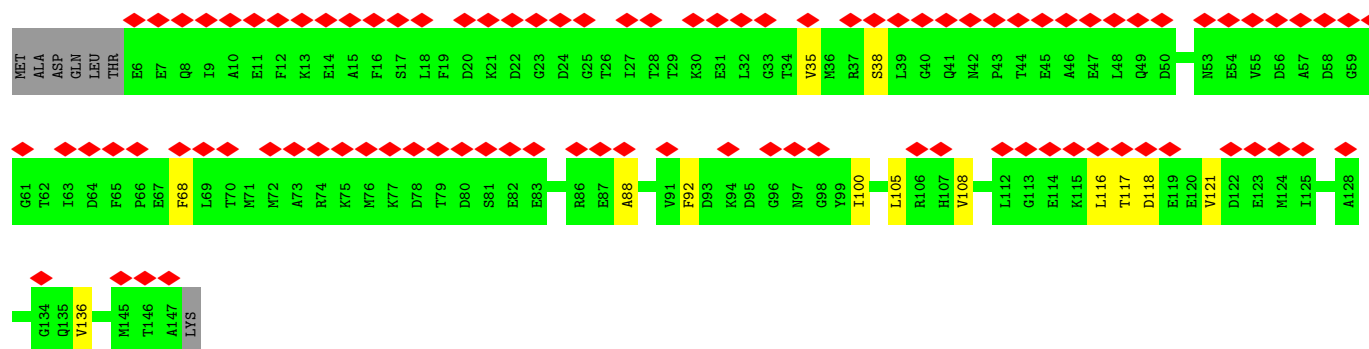 MET ALA ASP GLN LEU THR E6 E7 Q8 I9 A10 E11 F12 K13 E14 A15 F16 S17 L18 F19 D20 K21 D22 G23 D24 G25 T26 I27 T28 T29 K30 E31 L32 G33 T34 V35 M36 R37 S38 L39 G40 Q41 N42 P43 T44 E45 A46 E47 L48 Q49 D50 N53 E54 V55 D56 A57 D58 G59
G61 T62 I63 D64 F65 P66 E67 F68 L69 T70 M71 M72 A73 R74 K75 M76 K77 D78 T79 D80 S81 E82 E83 R86 E87 A88 V91 F92 D93 K94 D95 G96 N97 G98 Y99 I100 L105 R106 H107 V108 L112 G113 E114 K115 L116 T117 D118 E119 E120 V121 D122 E123 M124 I125 A128
G134 Q135 V136 M145 T146 A147 LYS